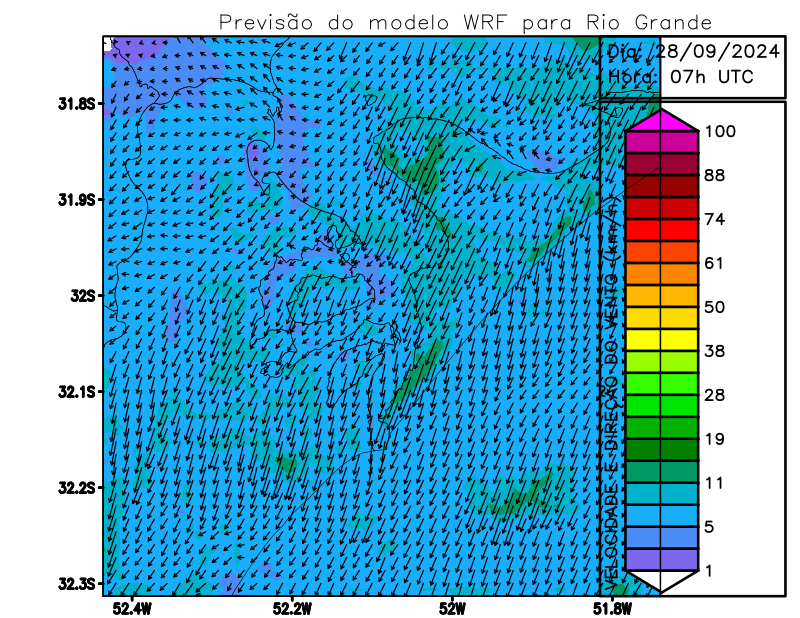 Previsão do modelo WRF para Rio Grande
Dia: 28/09/2024
Hora: 07h UTC
31.8S
31.9S
32S
32.1S
32.2S
32.3S
52.4W
52.2W
52W
51.8W
VELOCIDADE E DIREÇÃO DO VENTO (km/h)
100
88
74
61
50
38
28
19
11
5
1